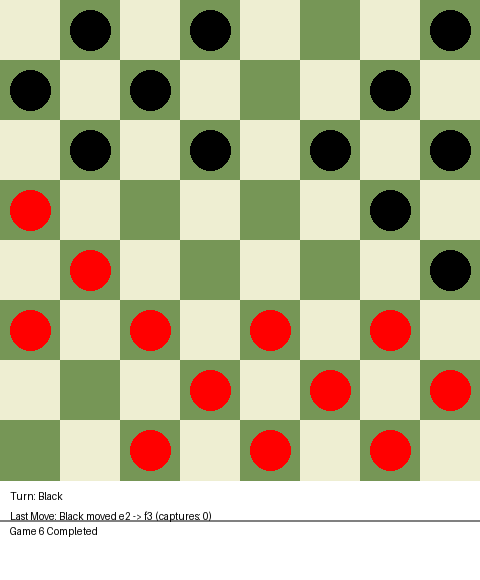 Turn: Black
Last Move: Black moved e2 -> f3 (captures: 0)
Game 6 Completed